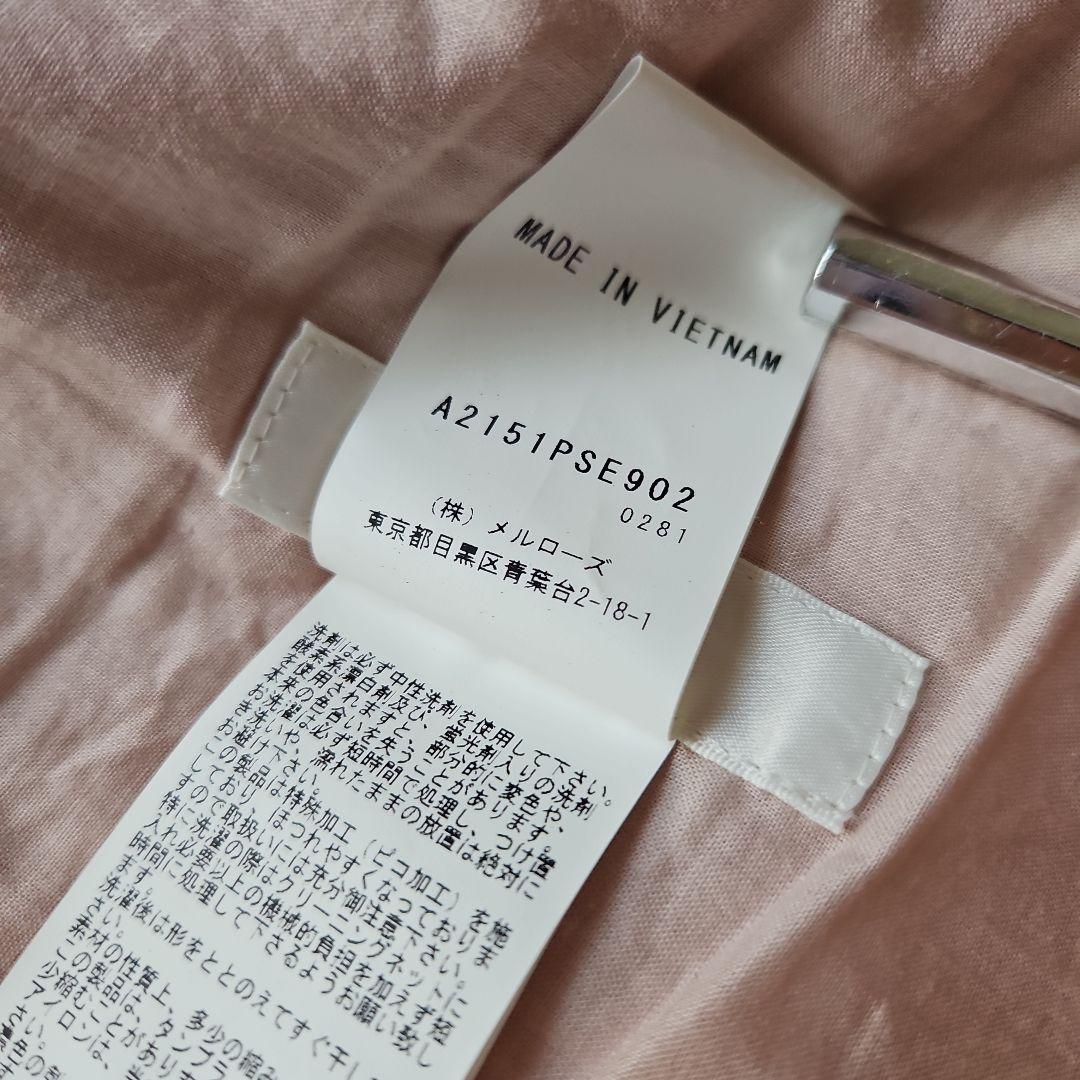 MADE IN VIETNAM
A2151PSE902
0281
(株) メルローズ
東京都目黒区青葉台2-18-1
洗剤は必ず中性洗剤を使用して下さい。
酸素系漂白剤及び、蛍光剤入りの洗剤
を使用されますと、部分的に変色や、
本来の色合いを失うことがあります。
お洗濯は必ず短時間で処理し、つけ置
き洗いや、濡れたままの放置は絶対に
お避け下さい。
この製品は特殊加工（ピコ加工）を施
しており、ほつれやすくなっておりま
すので取扱いには充分御注意下さい。
特に洗濯の際はクリーニングネットに
入れ必要以上の機械的負担を加えず短
時間に処理して下さるようお願い致し
ます。
洗濯後は形をととのえてすぐ干し
さい。
素材の性質上、多少の縮み
この製品は、タンブラ
少縮むことがあり
アイロンは、
さい。